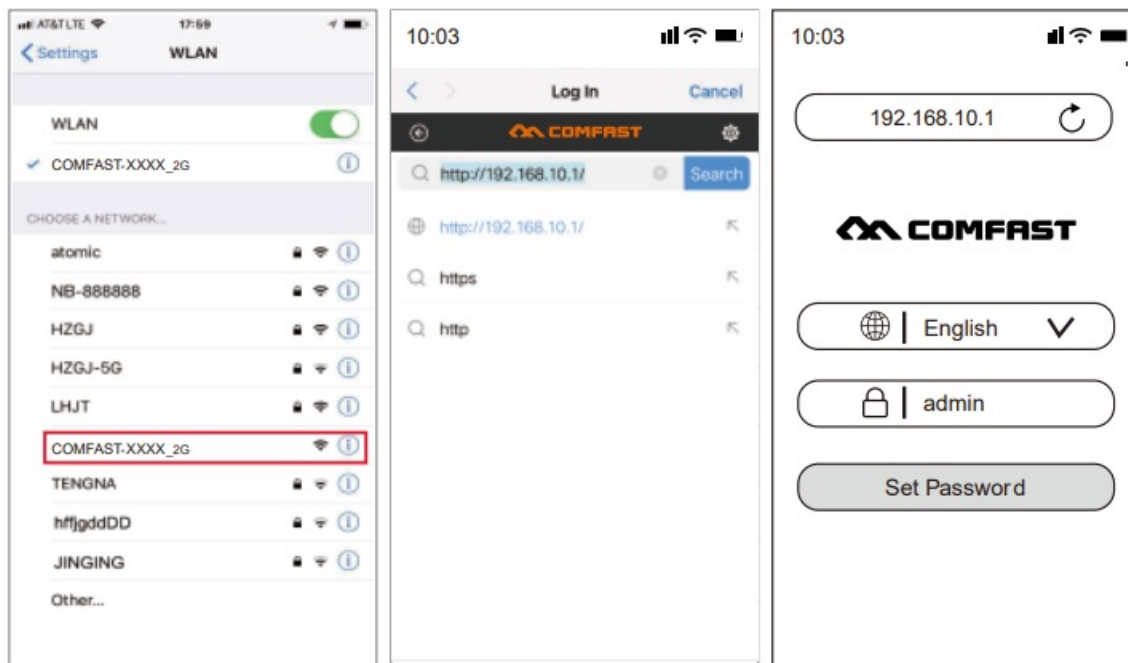 AT&T LTE 17:59
Settings WLAN
WLAN
COMFAST-XXXX_2G
CHOOSE A NETWORK...
atomic
NB-888888
HZGJ
HZGJ-5G
LHJT
COMFAST-XXXX_2G
TENGNA
hffjgddDD
JINGING
Other...
10:03
Log In Cancel
COMFAST
http://192.168.10.1/ Search
http://192.168.10.1/
https
http
10:03
192.168.10.1
COMFAST
English
admin
Set Password